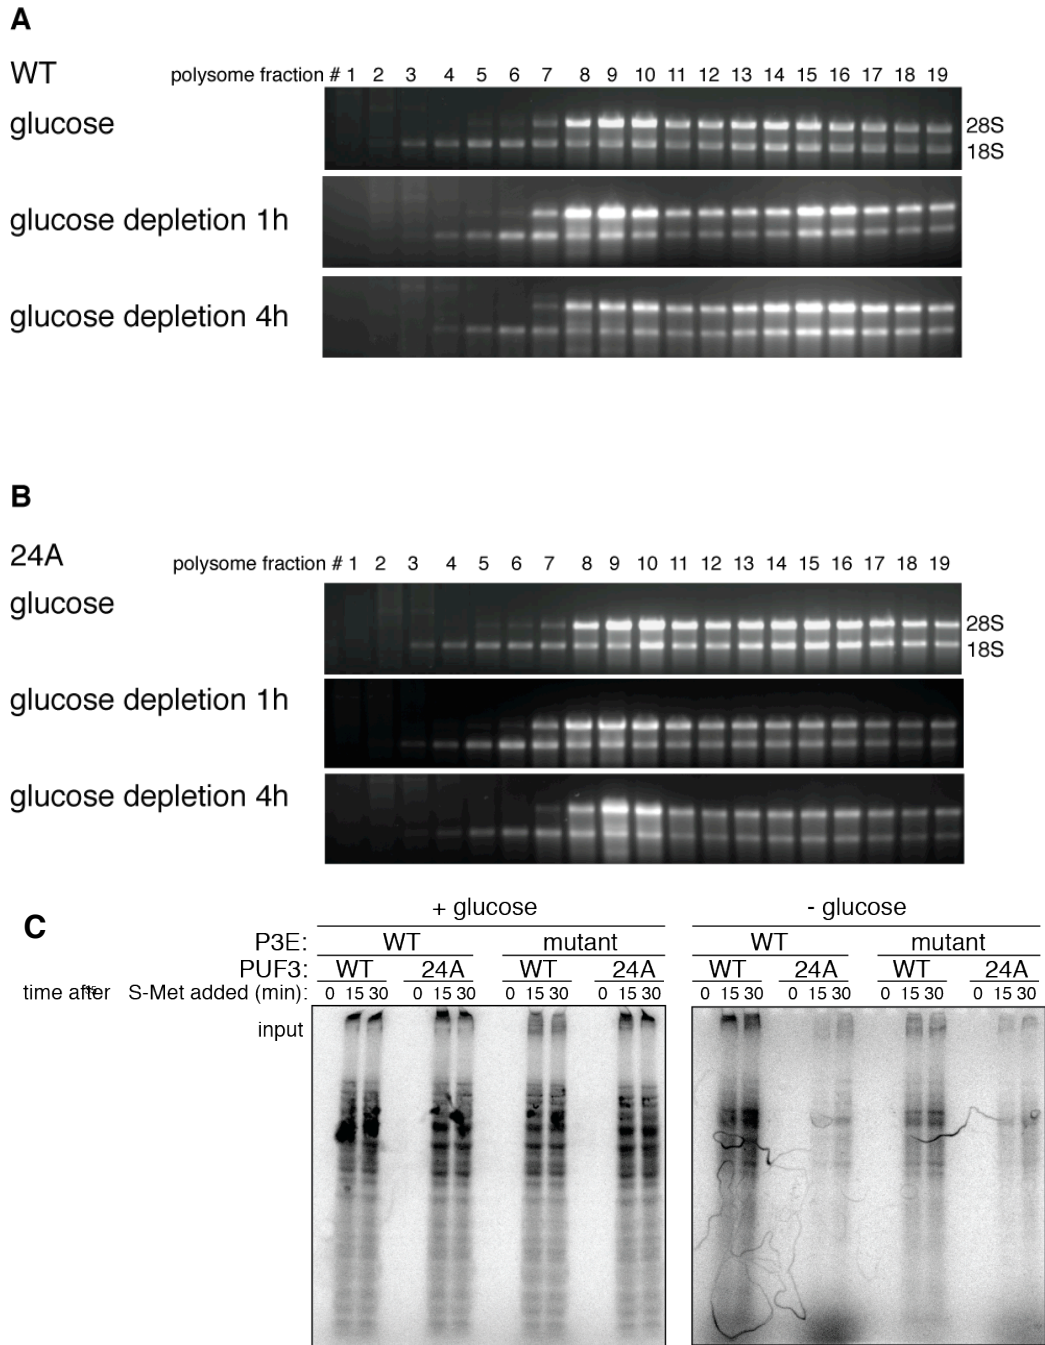 A
WT
polysome fraction # 1 2 3 4 5 6 7 8 9 10 11 12 13 14 15 16 17 18 19
glucose
28S
18S
glucose depletion 1h
glucose depletion 4h
B
24A
polysome fraction # 1 2 3 4 5 6 7 8 9 10 11 12 13 14 15 16 17 18 19
glucose
28S
18S
glucose depletion 1h
glucose depletion 4h
C
+ glucose - glucose
P3E: WT mutant WT mutant
PUF3: WT 24A WT 24A WT 24A WT 24A
time after S-Met added (min): 0 15 30 0 15 30 0 15 30 0 15 30 0 15 30 0 15 30 0 15 30 0 15 30
input